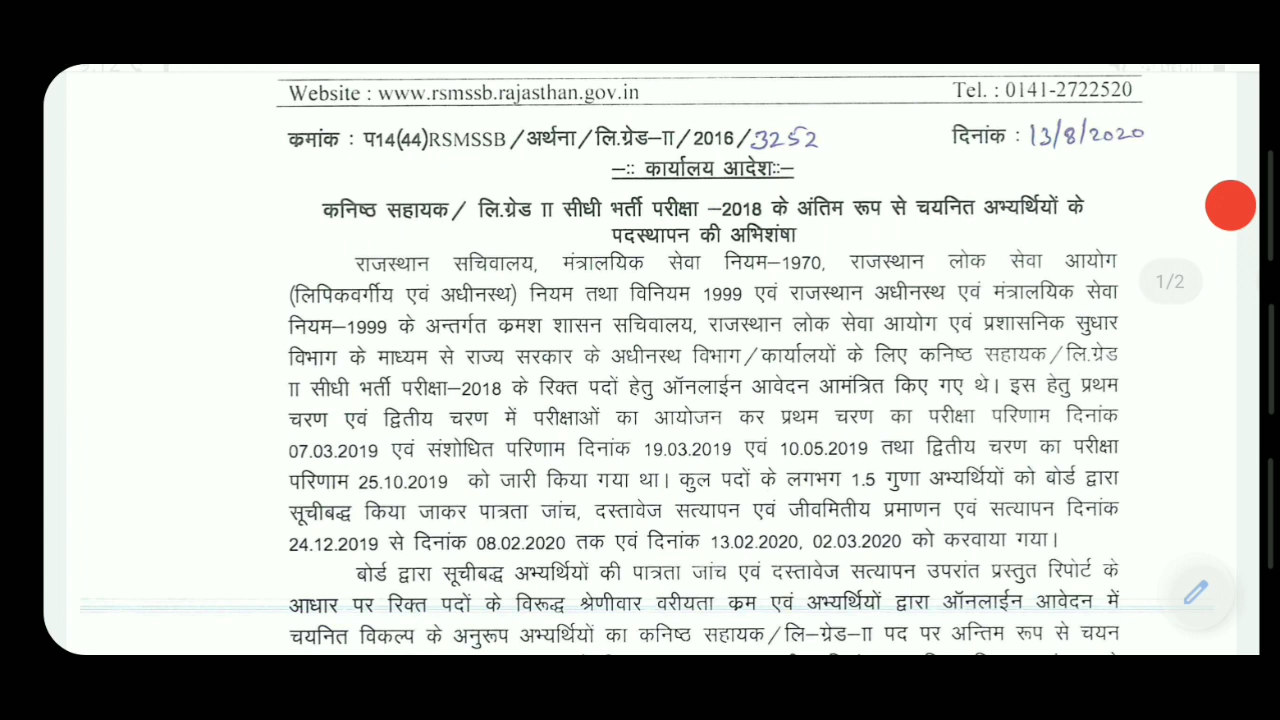 Website : www.rsmssb.rajasthan.gov.in Tel. : 0141-2722520
क्रमांक : प14(44)RSMSSB/अर्थना/लि.ग्रेड–II/2016/3252 दिनांक : 13/8/2020
–:: कार्यालय आदेश::–
कनिष्ठ सहायक/ लि.ग्रेड II सीधी भर्ती परीक्षा –2018 के अंतिम रूप से चयनित अभ्यर्थियों के
पदस्थापन की अभिशंषा
राजस्थान सचिवालय, मंत्रालयिक सेवा नियम–1970, राजस्थान लोक सेवा आयोग
(लिपिकवर्गीय एवं अधीनस्थ) नियम तथा विनियम 1999 एवं राजस्थान अधीनस्थ एवं मंत्रालयिक सेवा
नियम–1999 के अन्तर्गत क्रमश शासन सचिवालय, राजस्थान लोक सेवा आयोग एवं प्रशासनिक सुधार
विभाग के माध्यम से राज्य सरकार के अधीनस्थ विभाग/कार्यालयों के लिए कनिष्ठ सहायक/लि.ग्रेड
II सीधी भर्ती परीक्षा–2018 के रिक्त पदों हेतु ऑनलाईन आवेदन आमंत्रित किए गए थे। इस हेतु प्रथम
चरण एवं द्वितीय चरण में परीक्षाओं का आयोजन कर प्रथम चरण का परीक्षा परिणाम दिनांक
07.03.2019 एवं संशोधित परिणाम दिनांक 19.03.2019 एवं 10.05.2019 तथा द्वितीय चरण का परीक्षा
परिणाम 25.10.2019 को जारी किया गया था। कुल पदों के लगभग 1.5 गुणा अभ्यर्थियों को बोर्ड द्वारा
सूचीबद्ध किया जाकर पात्रता जांच, दस्तावेज सत्यापन एवं जीवमितीय प्रमाणन एवं सत्यापन दिनांक
24.12.2019 से दिनांक 08.02.2020 तक एवं दिनांक 13.02.2020, 02.03.2020 को करवाया गया।
बोर्ड द्वारा सूचीबद्ध अभ्यर्थियों की पात्रता जांच एवं दस्तावेज सत्यापन उपरांत प्रस्तुत रिपोर्ट के
आधार पर रिक्त पदों के विरूद्ध श्रेणीवार वरीयता क्रम एवं अभ्यर्थियों द्वारा ऑनलाईन आवेदन में
चयनित विकल्प के अनुरूप अभ्यर्थियों का कनिष्ठ सहायक/लि–ग्रेड–II पद पर अन्तिम रूप से चयन
1/2